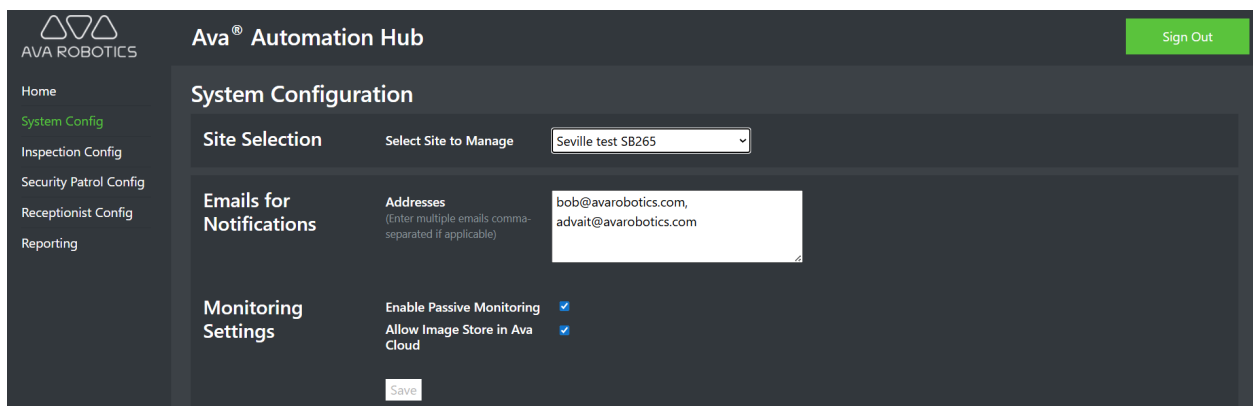 AVA ROBOTICS
Ava® Automation Hub
Sign Out
Home
System Config
Inspection Config
Security Patrol Config
Receptionist Config
Reporting
System Configuration
Site Selection
Select Site to Manage
Seville test SB265
Emails for
Notifications
Addresses
(Enter multiple emails comma-
separated if applicable)
bob@avarobotics.com,
advait@avarobotics.com
Monitoring
Settings
Enable Passive Monitoring
Allow Image Store in Ava
Cloud
Save